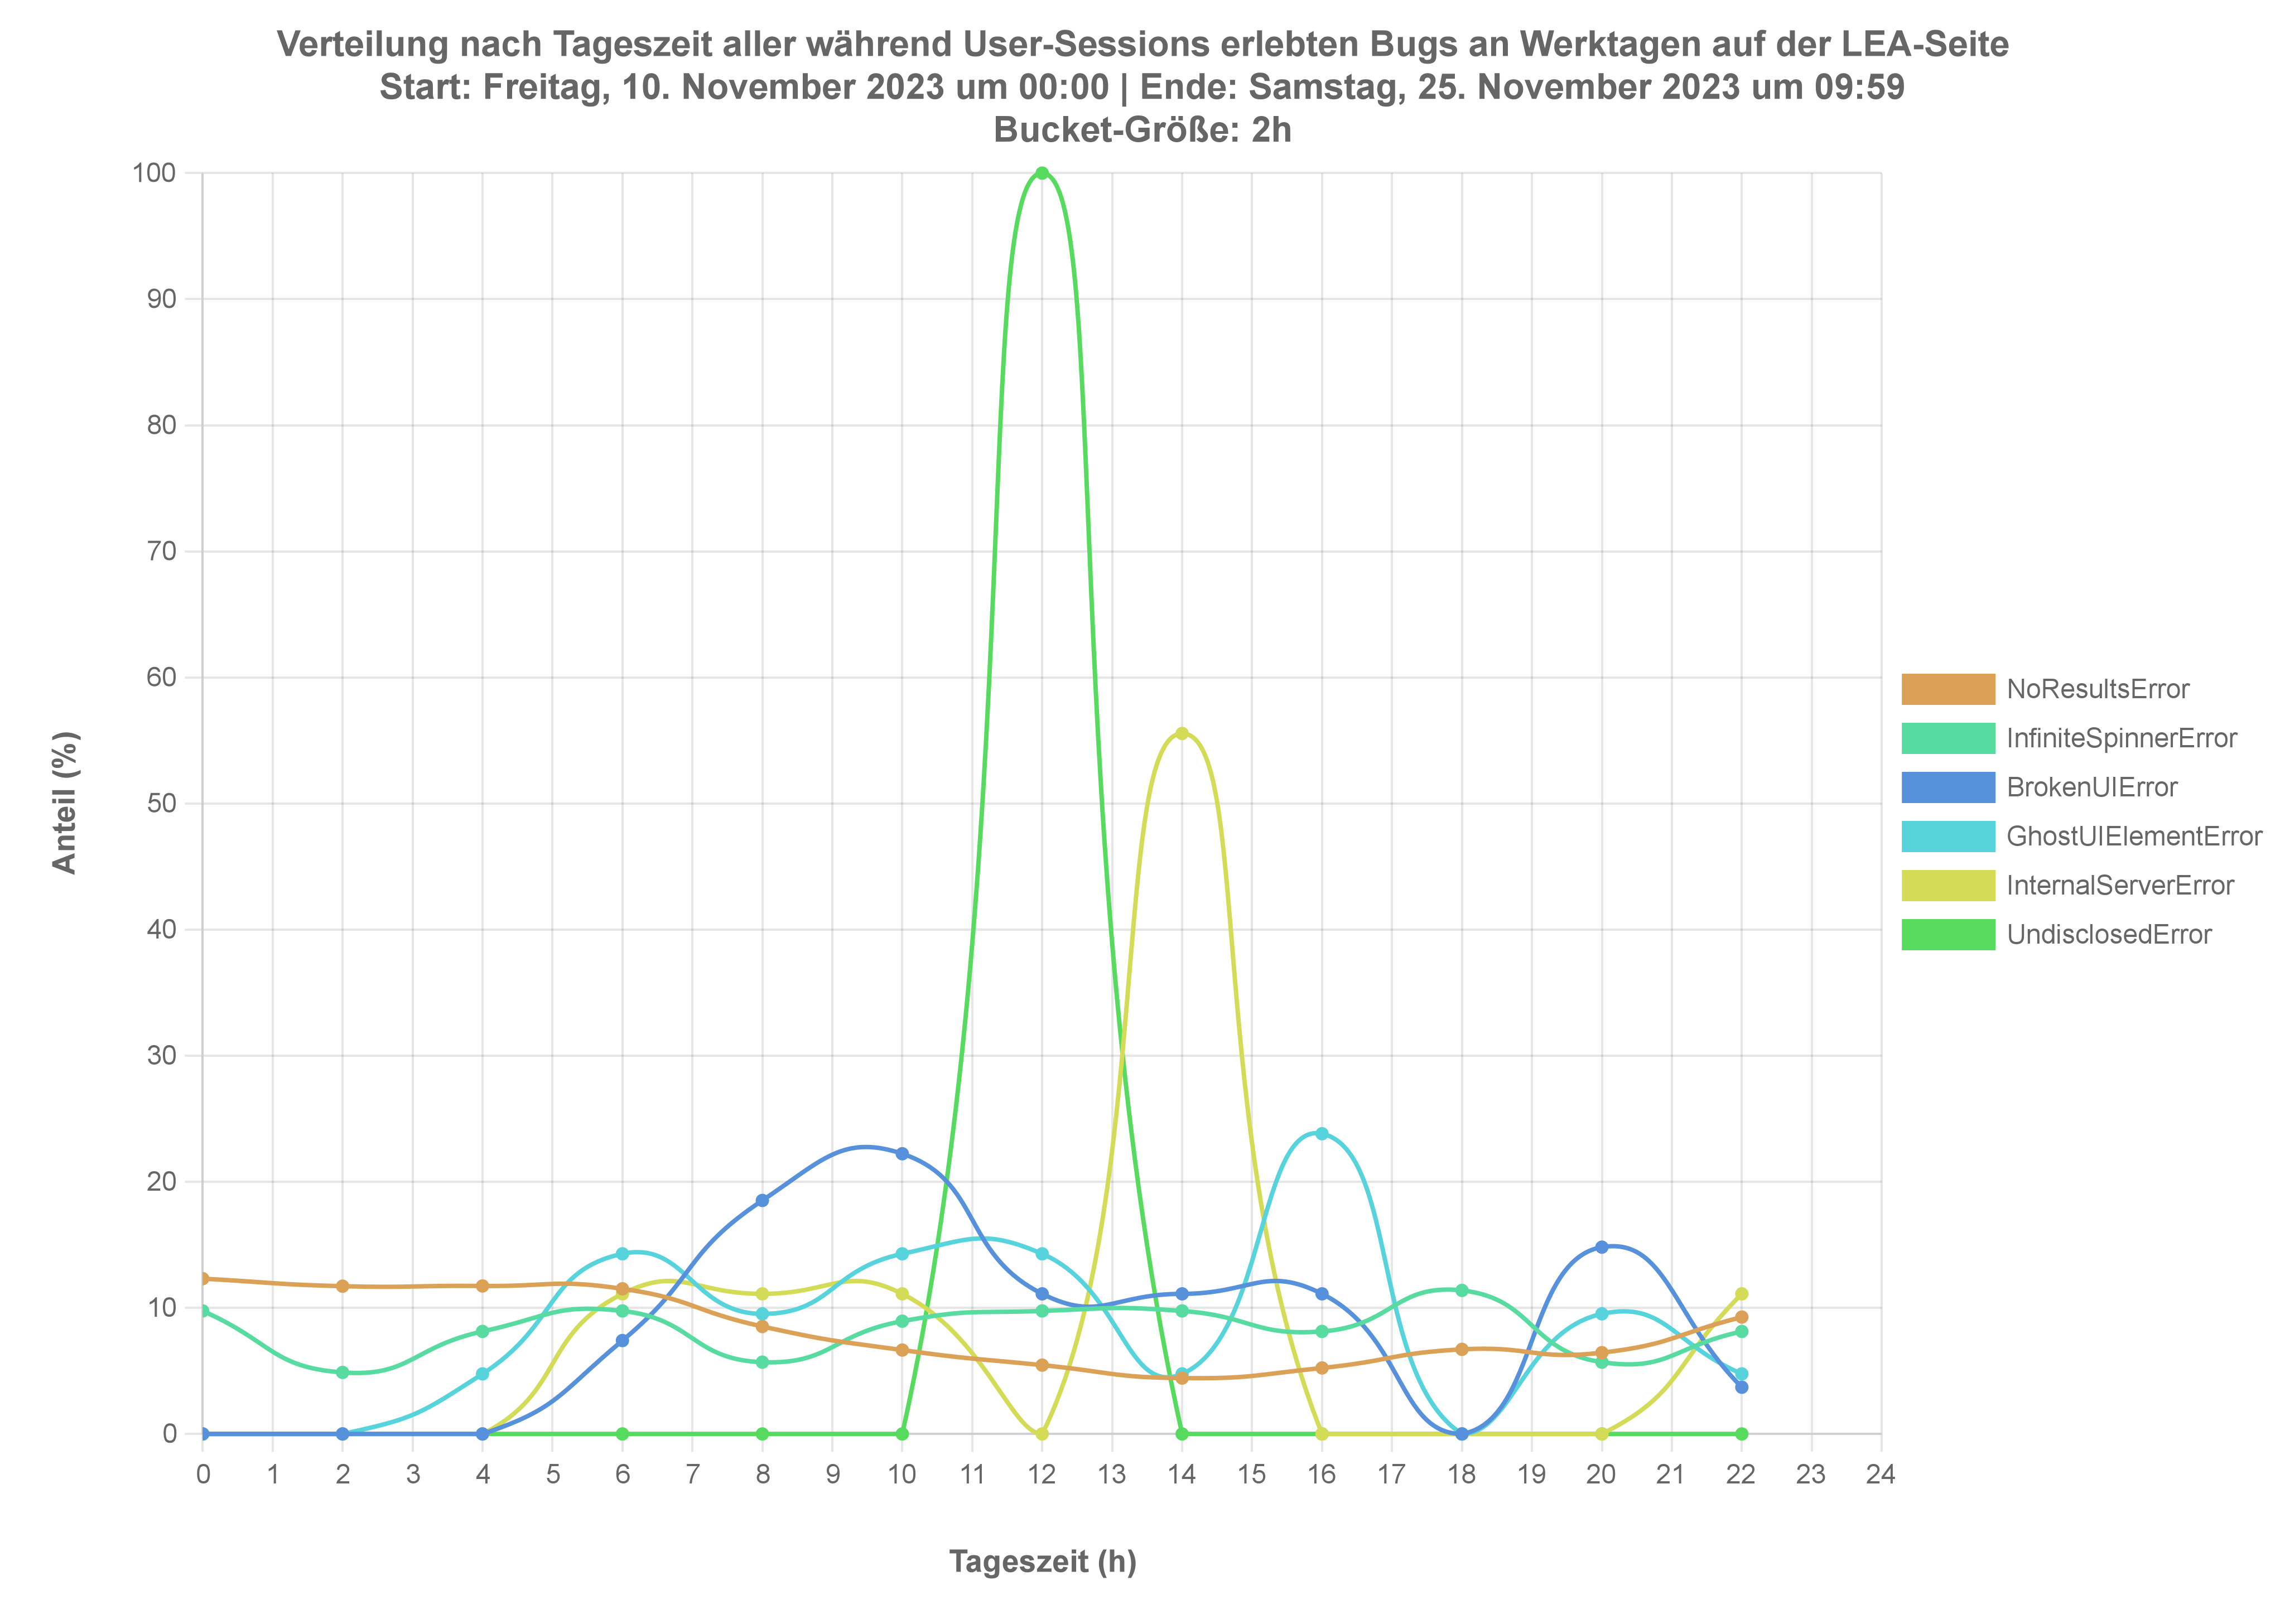 Verteilung nach Tageszeit aller während User-Sessions erlebten Bugs an Werktagen auf der LEA-Seite
Start: Freitag, 10. November 2023 um 00:00 | Ende: Samstag, 25. November 2023 um 09:59
Bucket-Größe: 2h
100
90
80
70
60
50
40
30
20
10
0
Anteil (%)
0 1 2 3 4 5 6 7 8 9 10 11 12 13 14 15 16 17 18 19 20 21 22 23 24
Tageszeit (h)
NoResultsError
InfiniteSpinnerError
BrokenUIError
GhostUIElementError
InternalServerError
UndisclosedError